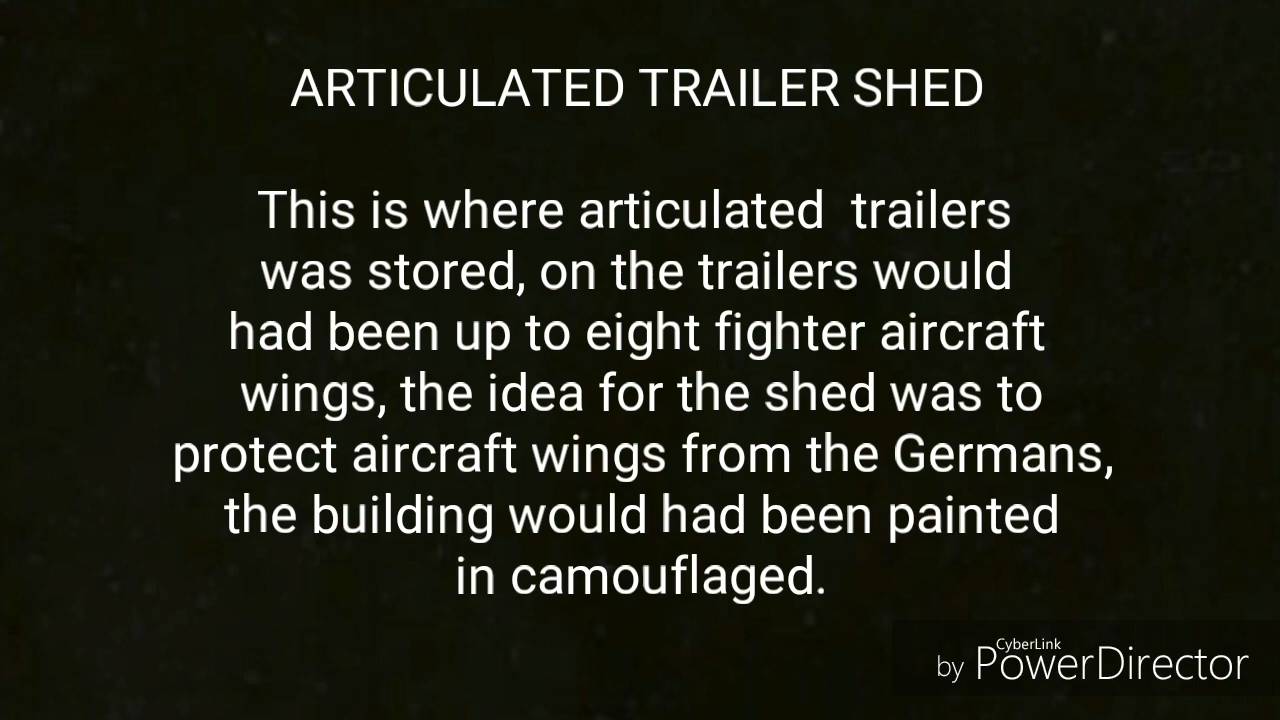 ARTICULATED TRAILER SHED
This is where articulated  trailers
was stored, on the trailers would
had been up to eight fighter aircraft
wings, the idea for the shed was to
protect aircraft wings from the Germans,
the building would had been painted
in camouflaged.
CyberLink
by PowerDirector